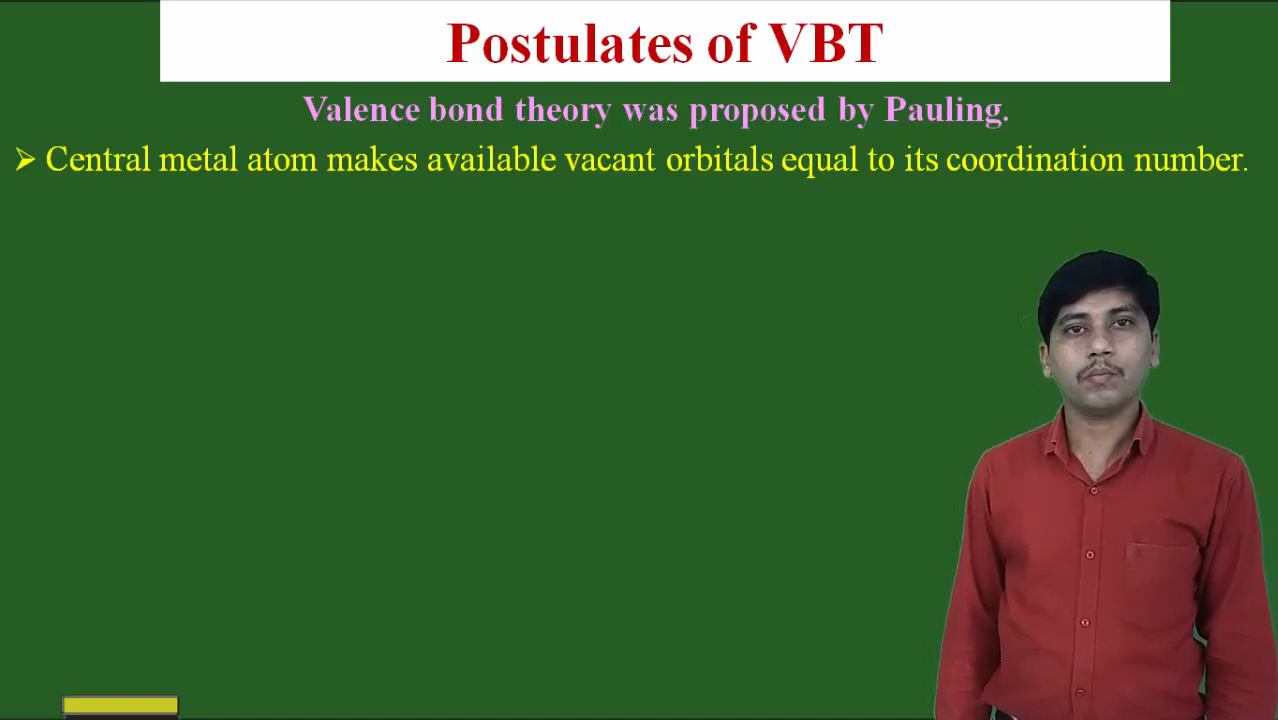 Postulates of VBT
Valence bond theory was proposed by Pauling.
➢ Central metal atom makes available vacant orbitals equal to its coordination number.